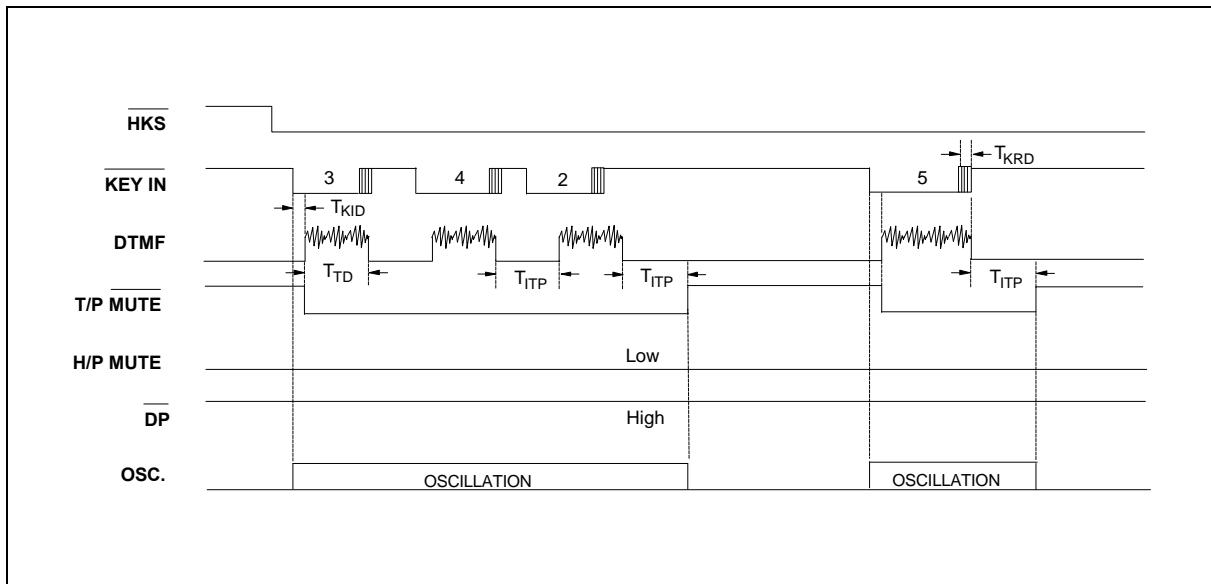 HKS
T_KRD
KEY IN 3 4 2 5
T_KID
DTMF
T_TD T_ITP T_ITP T_ITP
T/P MUTE
H/P MUTE Low
DP High
OSC. OSCILLATION OSCILLATION